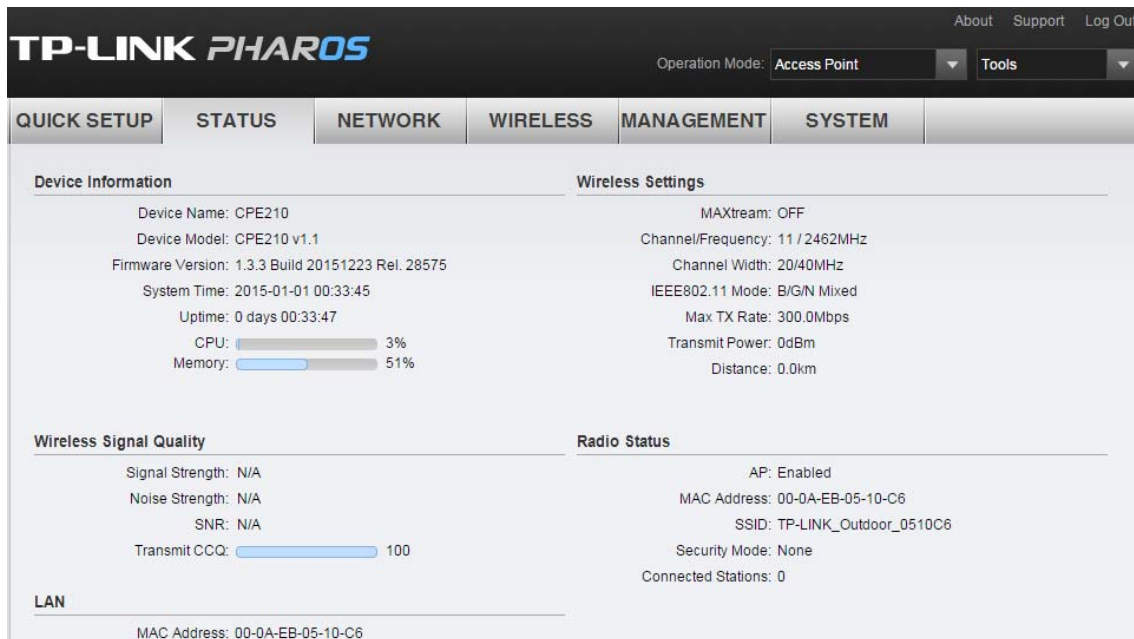 About Support Log Out
TP-LINK PHAROS
Operation Mode: Access Point Tools
QUICK SETUP STATUS NETWORK WIRELESS MANAGEMENT SYSTEM
Device Information
Device Name: CPE210
Device Model: CPE210 v1.1
Firmware Version: 1.3.3 Build 20151223 Rel. 28575
System Time: 2015-01-01 00:33:45
Uptime: 0 days 00:33:47
CPU: 3%
Memory: 51%
Wireless Settings
MAXtream: OFF
Channel/Frequency: 11 / 2462MHz
Channel Width: 20/40MHz
IEEE802.11 Mode: B/G/N Mixed
Max TX Rate: 300.0Mbps
Transmit Power: 0dBm
Distance: 0.0km
Wireless Signal Quality
Signal Strength: N/A
Noise Strength: N/A
SNR: N/A
Transmit CCQ: 100
Radio Status
AP: Enabled
MAC Address: 00-0A-EB-05-10-C6
SSID: TP-LINK_Outdoor_0510C6
Security Mode: None
Connected Stations: 0
LAN
MAC Address: 00-0A-EB-05-10-C6